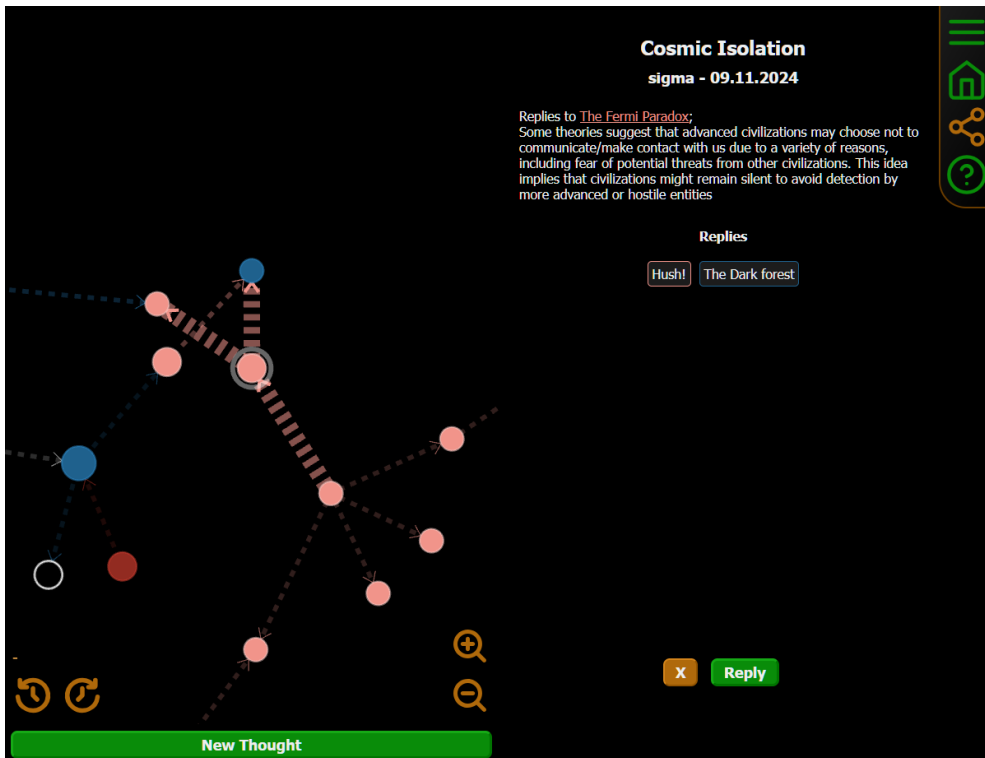 Cosmic Isolation
sigma - 09.11.2024
Replies to The Fermi Paradox;
Some theories suggest that advanced civilizations may choose not to
communicate/make contact with us due to a variety of reasons,
including fear of potential threats from other civilizations. This idea
implies that civilizations might remain silent to avoid detection by
more advanced or hostile entities
Replies
Hush! The Dark forest
X Reply
New Thought